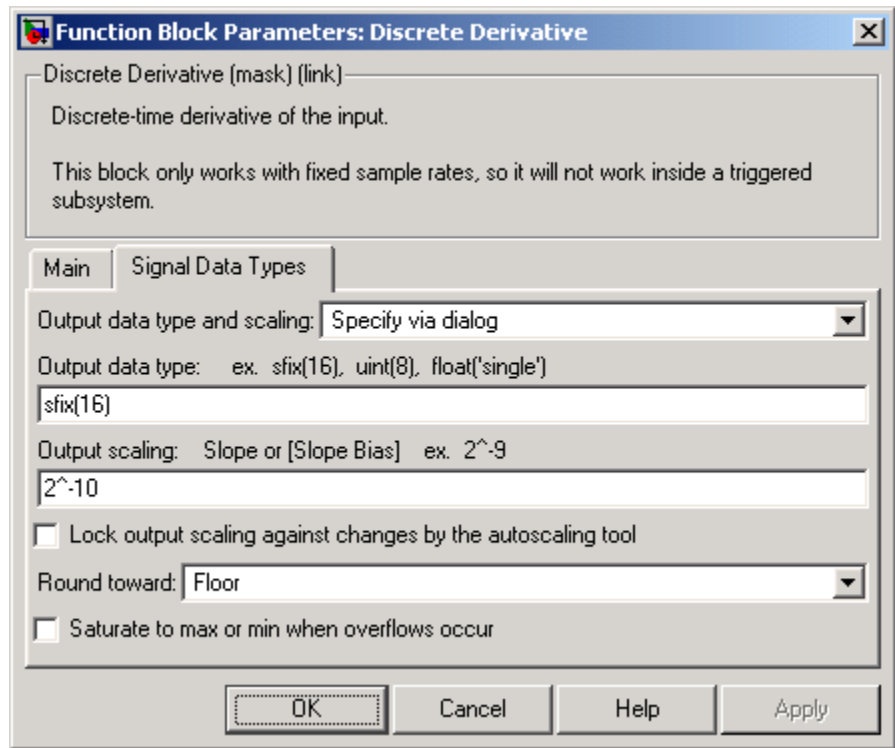 Function Block Parameters: Discrete Derivative
Discrete Derivative (mask) (link)
Discrete-time derivative of the input.
This block only works with fixed sample rates, so it will not work inside a triggered
subsystem.
Main Signal Data Types
Output data type and scaling: Specify via dialog
Output data type: ex. sfix(16), uint(8), float('single')
sfix(16)
Output scaling: Slope or [Slope Bias] ex. 2^-9
2^-10
Lock output scaling against changes by the autoscaling tool
Round toward: Floor
Saturate to max or min when overflows occur
OK Cancel Help Apply